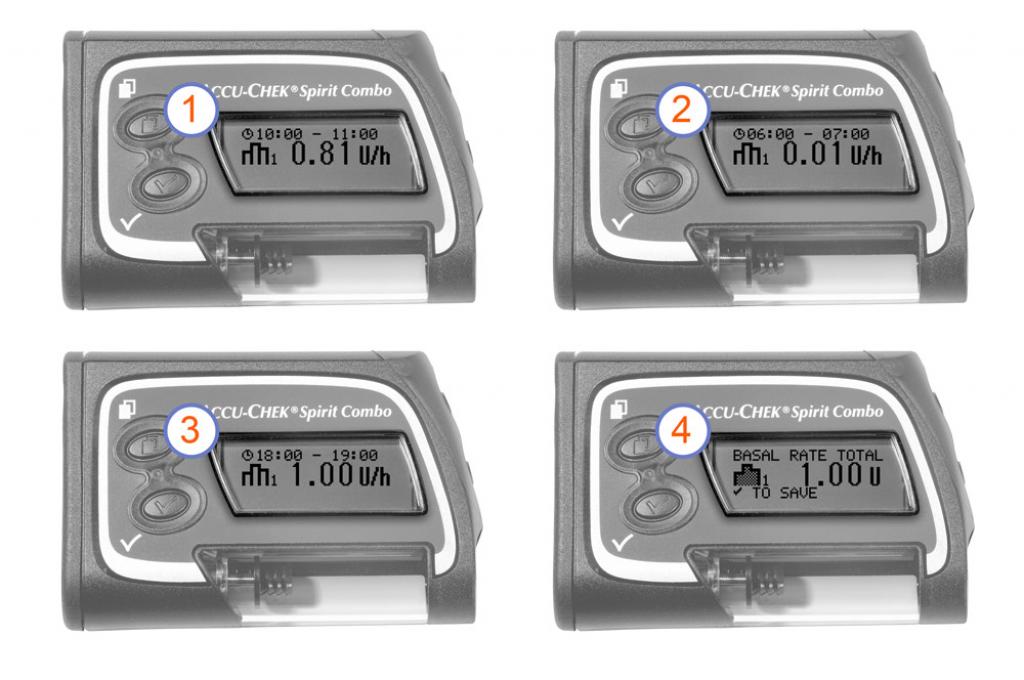 1
ACCU-CHEK®Spirit Combo
10:00 - 11:00
1 0.81 U/h
2
ACCU-CHEK®Spirit Combo
06:00 - 07:00
1 0.01 U/h
3
ACCU-CHEK®Spirit Combo
18:00 - 19:00
1 1.00 U/h
4
ACCU-CHEK®Spirit Combo
BASAL RATE TOTAL
1 1.00 U
✓ TO SAVE